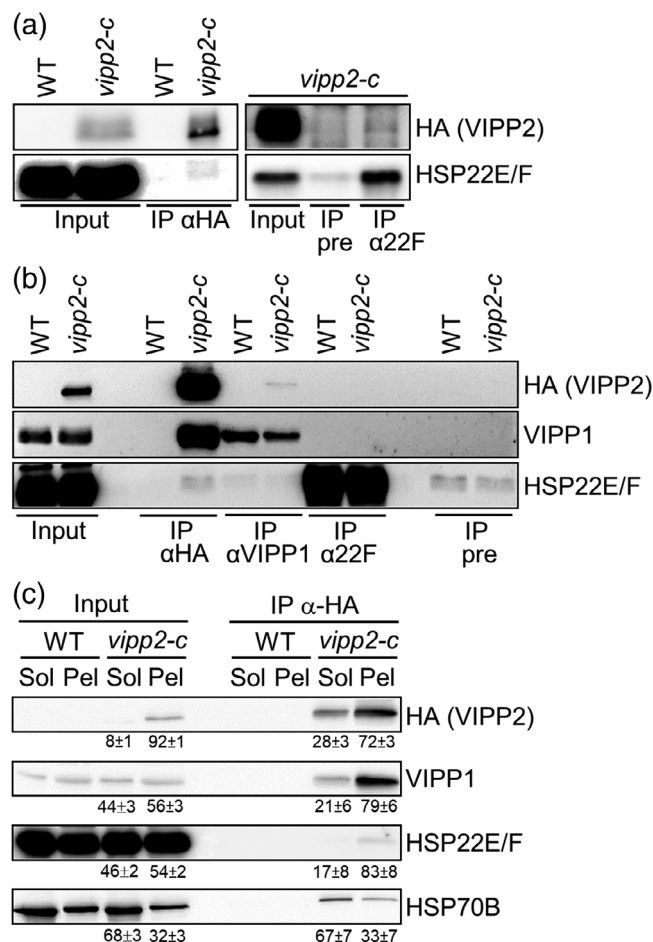 (a)
WT vipp2-c WT vipp2-c
vipp2-c
HA (VIPP2)
HSP22E/F
Input IP αHA Input IP pre IP α22F
(b)
WT vipp2-c WT vipp2-c WT vipp2-c WT vipp2-c WT vipp2-c
HA (VIPP2)
VIPP1
HSP22E/F
Input IP αHA IP αVIPP1 IP α22F IP pre
(c)
Input IP α-HA
WT vipp2-c WT vipp2-c
Sol Pel Sol Pel Sol Pel Sol Pel
HA (VIPP2)
8±1 92±1 28±3 72±3
VIPP1
44±3 56±3 21±6 79±6
HSP22E/F
46±2 54±2 17±8 83±8
HSP70B
68±3 32±3 67±7 33±7